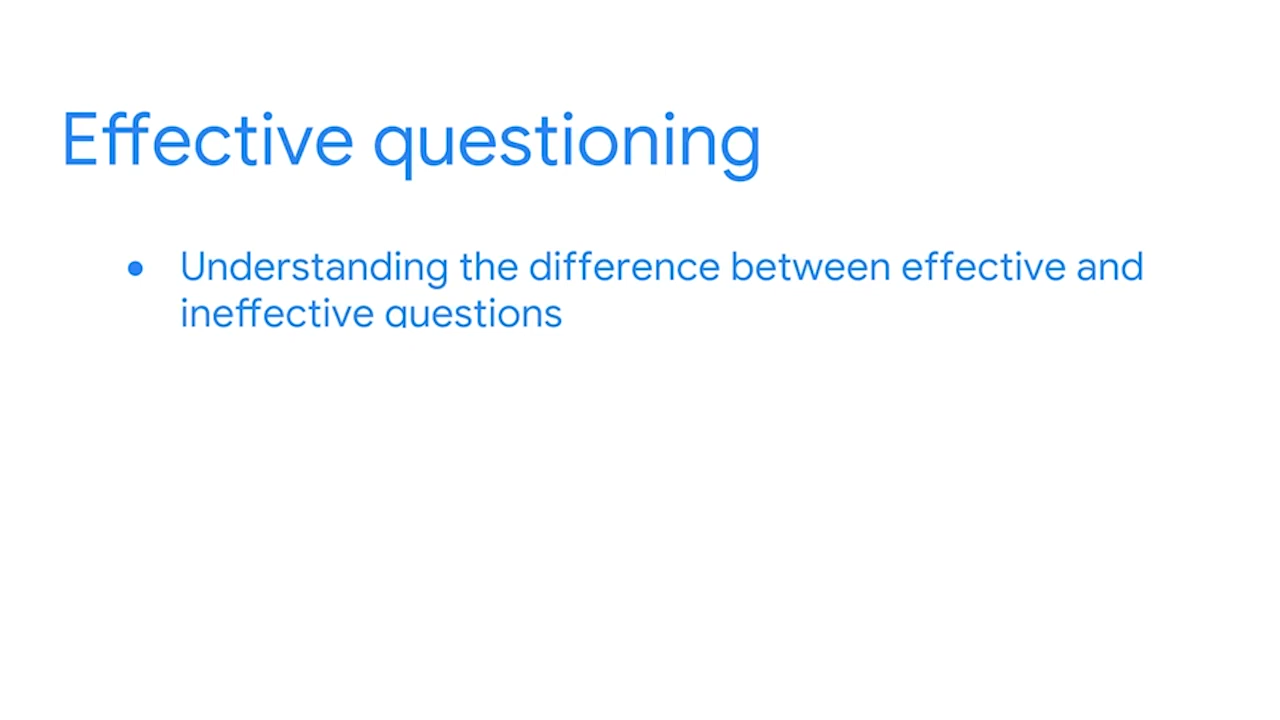 Effective questioning
● Understanding the difference between effective and
ineffective questions